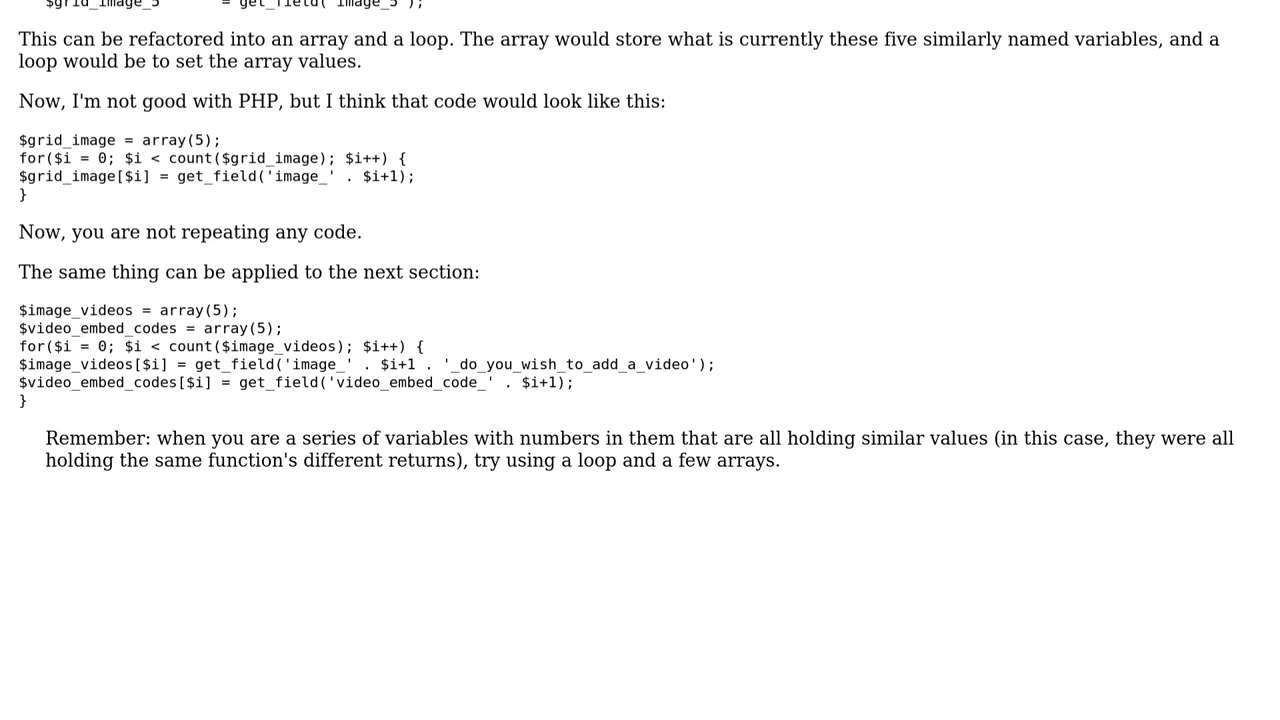 $grid_image_5       = get_field('image_5');
This can be refactored into an array and a loop. The array would store what is currently these five similarly named variables, and a
loop would be to set the array values.
Now, I'm not good with PHP, but I think that code would look like this:
$grid_image = array(5);
for($i = 0; $i < count($grid_image); $i++) {
$grid_image[$i] = get_field('image_' . $i+1);
}
Now, you are not repeating any code.
The same thing can be applied to the next section:
$image_videos = array(5);
$video_embed_codes = array(5);
for($i = 0; $i < count($image_videos); $i++) {
$image_videos[$i] = get_field('image_' . $i+1 . '_do_you_wish_to_add_a_video');
$video_embed_codes[$i] = get_field('video_embed_code_' . $i+1);
}
Remember: when you are a series of variables with numbers in them that are all holding similar values (in this case, they were all
holding the same function's different returns), try using a loop and a few arrays.